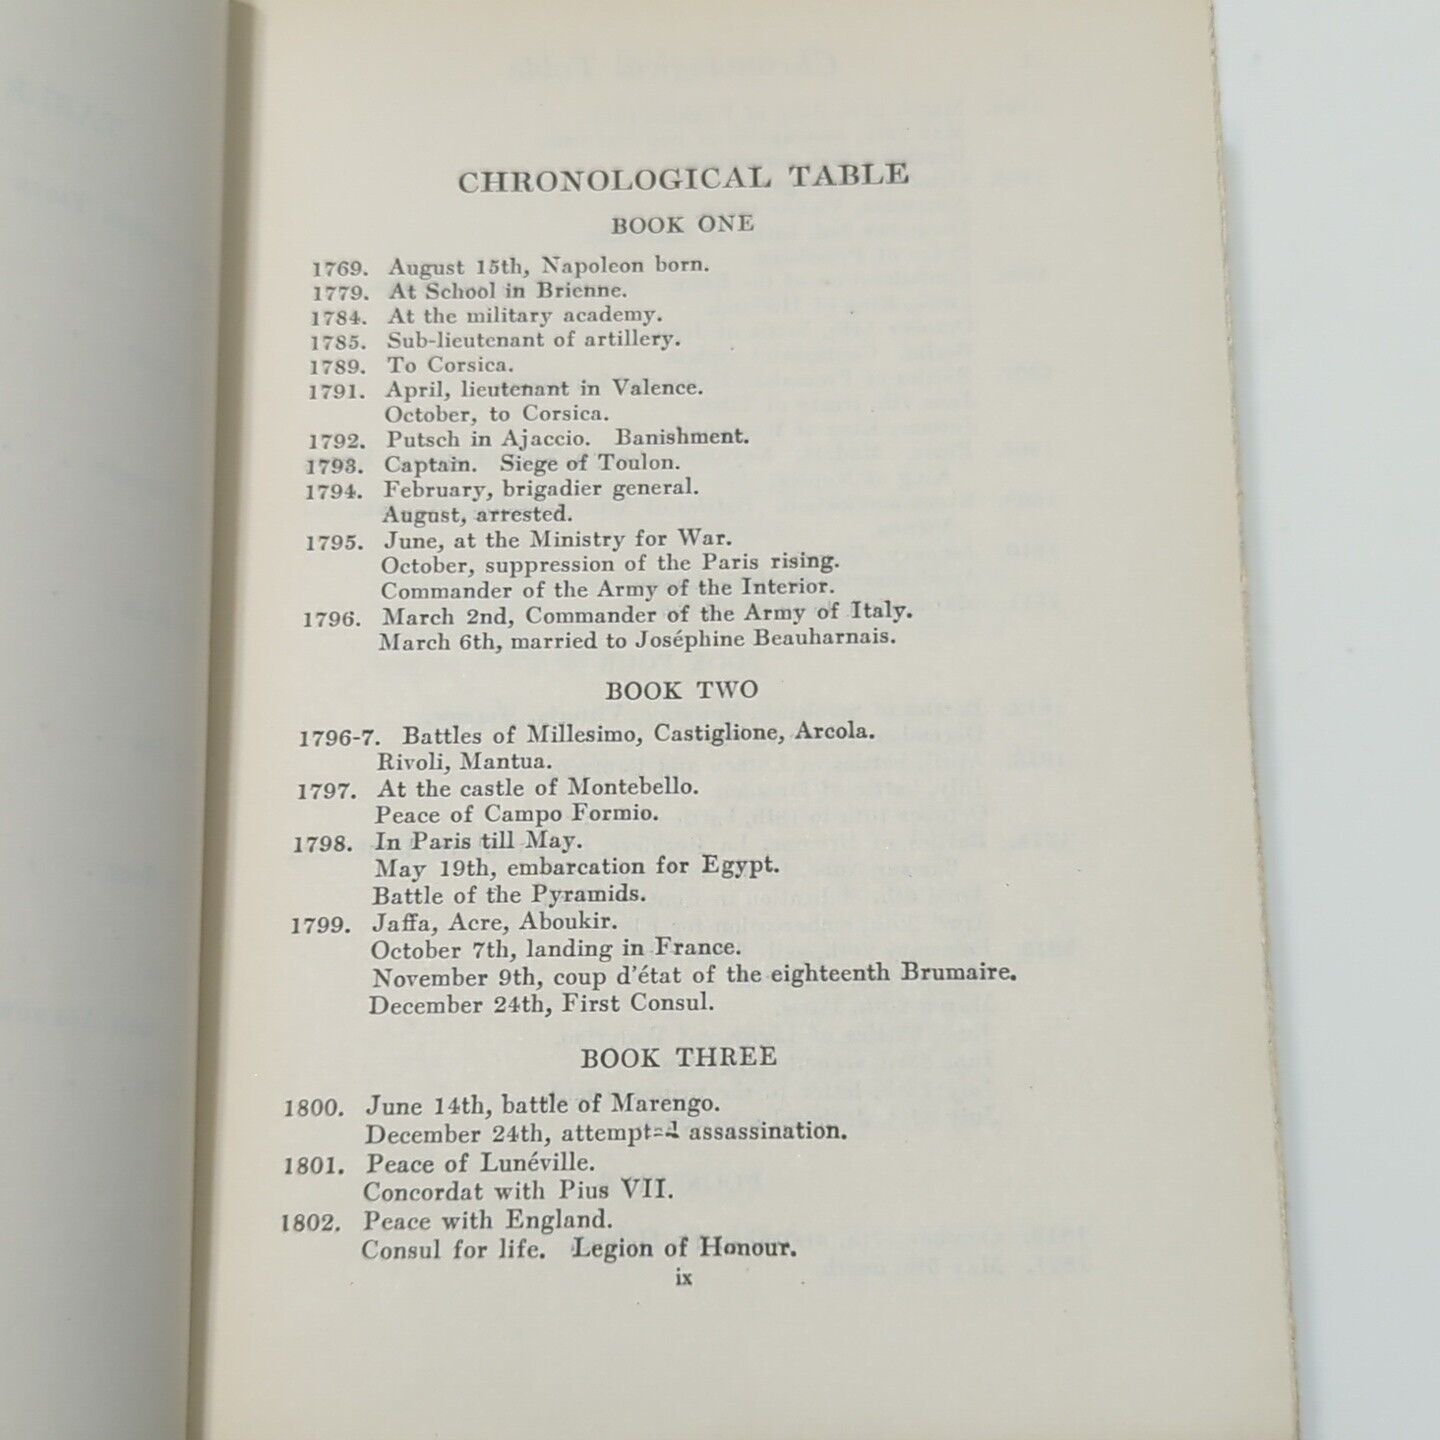 CHRONOLOGICAL TABLE
BOOK ONE
1769. August 15th, Napoleon born.
1779. At School in Brienne.
1784. At the military academy.
1785. Sub-lieutenant of artillery.
1789. To Corsica.
1791. April, lieutenant in Valence.
October, to Corsica.
1792. Putsch in Ajaccio. Banishment.
1793. Captain. Siege of Toulon.
1794. February, brigadier general.
August, arrested.
1795. June, at the Ministry for War.
October, suppression of the Paris rising.
Commander of the Army of the Interior.
1796. March 2nd, Commander of the Army of Italy.
March 6th, married to Joséphine Beauharnais.
BOOK TWO
1796-7. Battles of Millesimo, Castiglione, Arcola.
Rivoli, Mantua.
1797. At the castle of Montebello.
Peace of Campo Formio.
1798. In Paris till May.
May 19th, embarcation for Egypt.
Battle of the Pyramids.
1799. Jaffa, Acre, Aboukir.
October 7th, landing in France.
November 9th, coup d'état of the eighteenth Brumaire.
December 24th, First Consul.
BOOK THREE
1800. June 14th, battle of Marengo.
December 24th, attempted assassination.
1801. Peace of Lunéville.
Concordat with Pius VII.
1802. Peace with England.
Consul for life. Legion of Honour.
ix